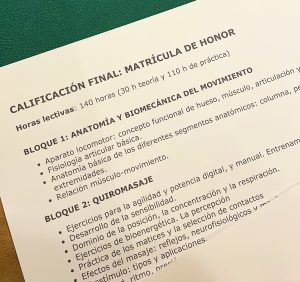 CALIFICACIÓN FINAL: MATRÍCULA DE HONOR
Horas lectivas: 140 horas (30 h teoría y 110 h de práctica)
BLOQUE 1: ANATOMÍA Y BIOMECÁNICA DEL MOVIMIENTO
• Aparato locomotor: concepto funcional de hueso, músculo, articulación y
• Fisiología articular básica.
• Anatomía básica de los diferentes segmentos anatómicos: columna,
extremidades.
• Relación músculo-movimiento.
BLOQUE 2: QUIROMASAJE
• Ejercicios para la agilidad y potencia digital, y manual.
• Desarrollo de la sensibilidad.
• Dominio de la posición, la concentración y la respiración.
• Ejercicios de bioenergética. La percepción
• Práctica de los matices y la selección de contactos
• Efectos del masaje: reflejos, neurofisiológicos y
estímulo: tipos y aplicaciones.
ritmo,